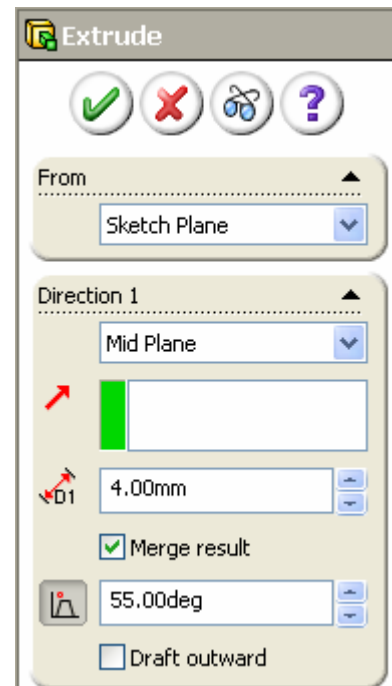 Extrude
?
From
Sketch Plane
Direction 1
Mid Plane
D1
4.00mm
Merge result
55.00deg
Draft outward